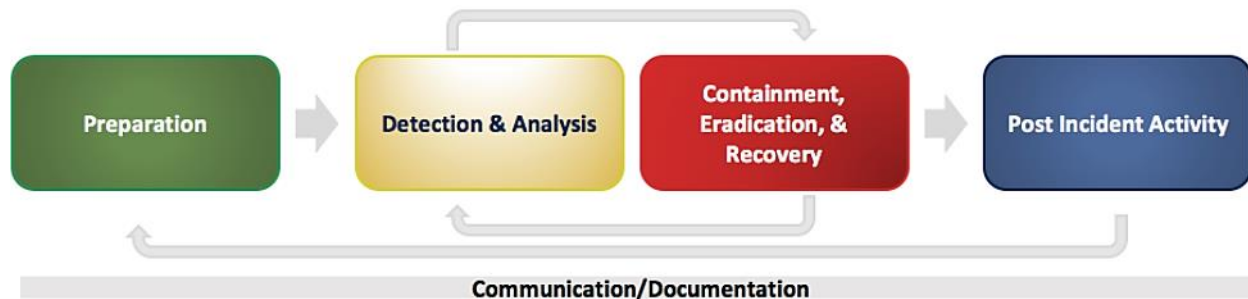 Preparation
Detection & Analysis
Containment,
Eradication, &
Recovery
Post Incident Activity
Communication/Documentation